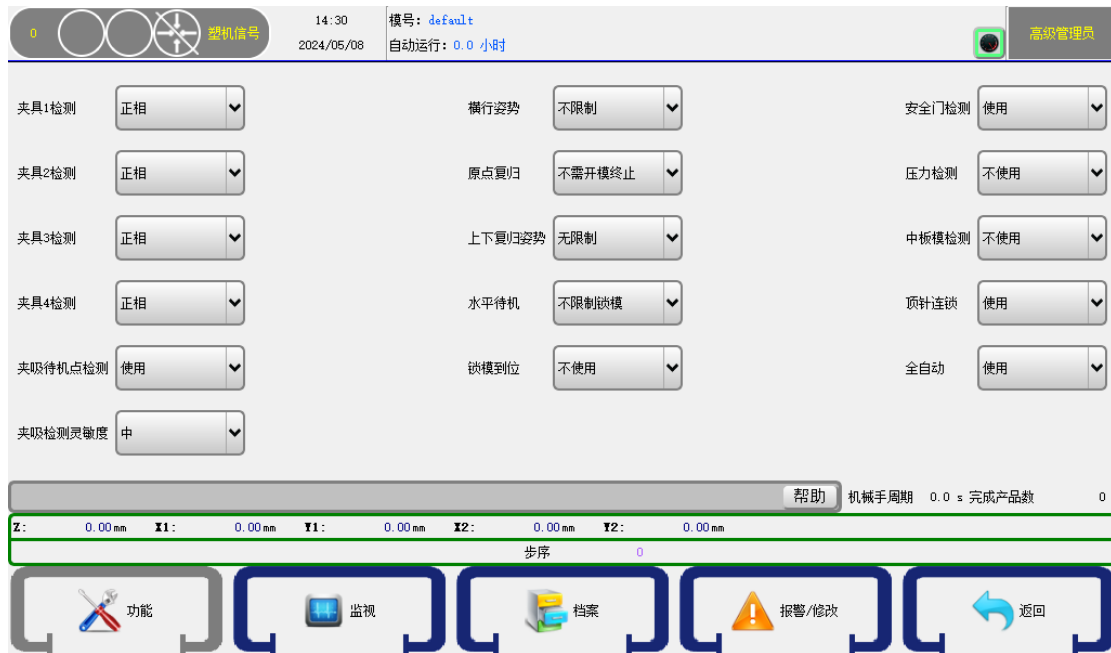 0 塑机信号 14:30 模号: default 高级管理员
2024/05/08 自动运行: 0.0 小时
夹具1检测 正相 横行姿势 不限制 安全门检测 使用
夹具2检测 正相 原点复归 不需开模终止 压力检测 不使用
夹具3检测 正相 上下复归姿势 无限制 中板模检测 不使用
夹具4检测 正相 水平待机 不限制锁模 顶针连锁 使用
夹吸待机点检测 使用 锁模到位 不使用 全自动 使用
夹吸检测灵敏度 中
帮助 机械手周期 0.0 s 完成产品数 0
Z: 0.00mm X1: 0.00mm Y1: 0.00mm X2: 0.00mm Y2: 0.00mm
步序 0
功能 监视 档案 报警/修改 返回